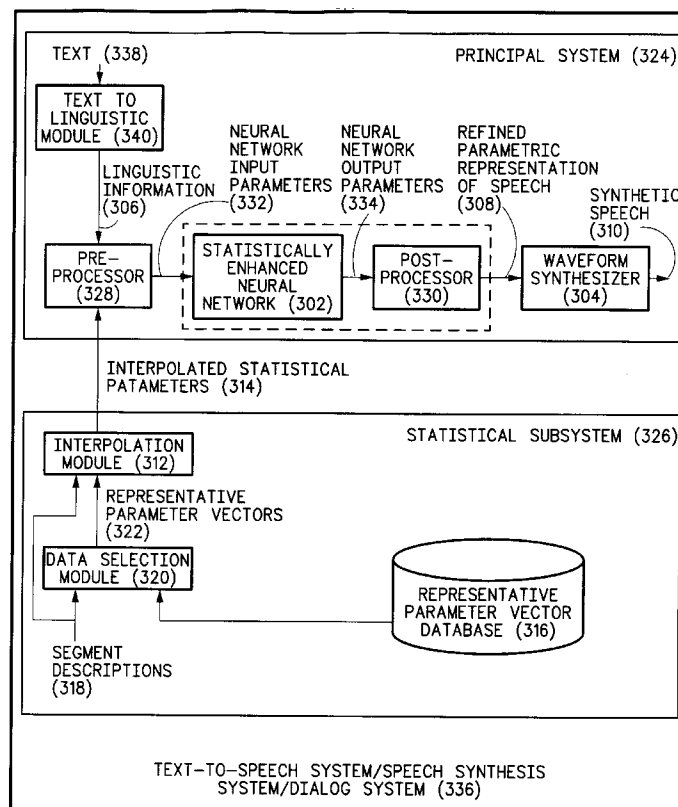 TEXT (338)
PRINCIPAL SYSTEM (324)
TEXT TO
LINGUISTIC
MODULE (340)
LINGUISTIC
INFORMATION
(306)
NEURAL
NETWORK
INPUT
PARAMETERS
(332)
NEURAL
NETWORK
OUTPUT
PARAMETERS
(334)
REFINED
PARAMETRIC
REPRESENTATION
OF SPEECH
(308)
SYNTHETIC
SPEECH
(310)
PRE-
PROCESSOR
(328)
STATISTICALLY
ENHANCED
NEURAL
NETWORK (302)
POST-
PROCESSOR
(330)
WAVEFORM
SYNTHESIZER
(304)
INTERPOLATED STATISTICAL
PATAMETERS (314)
STATISTICAL SUBSYSTEM (326)
INTERPOLATION
MODULE (312)
REPRESENTATIVE
PARAMETER VECTORS
(322)
DATA SELECTION
MODULE (320)
REPRESENTATIVE
PARAMETER VECTOR
DATABASE (316)
SEGMENT
DESCRIPTIONS
(318)
TEXT-TO-SPEECH SYSTEM/SPEECH SYNTHESIS
SYSTEM/DIALOG SYSTEM (336)